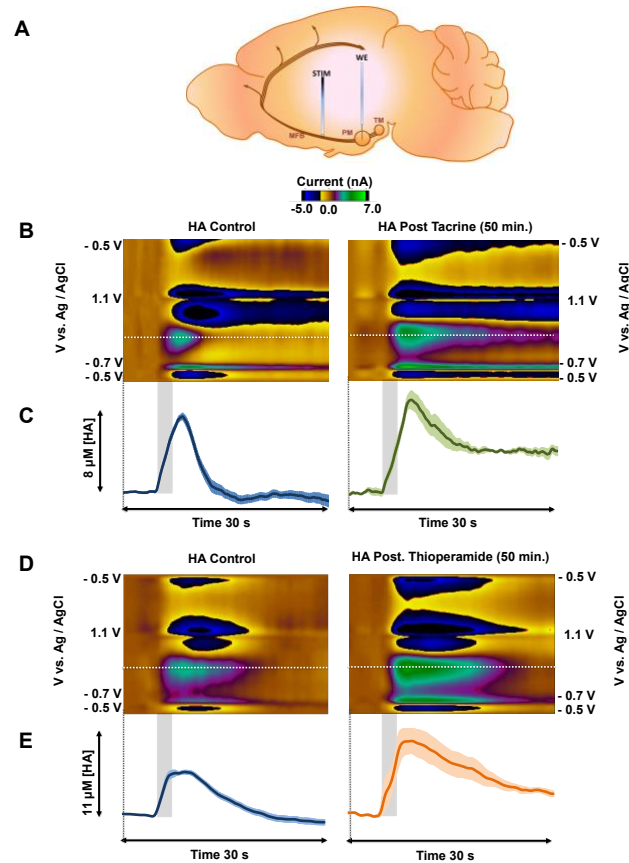 A
WE
STIM
TM
MFB
PM
Current (nA)
-5.0 0.0 7.0
B
HA Control
HA Post Tacrine (50 min.)
- 0.5 V
- 0.5 V
V vs. Ag / AgCl
1.1 V
1.1 V
V vs. Ag / AgCl
- 0.7 V
- 0.7 V
- 0.5 V
- 0.5 V
C
8 µM [HA]
Time 30 s
Time 30 s
D
HA Control
HA Post. Thioperamide (50 min.)
- 0.5 V
- 0.5 V
V vs. Ag / AgCl
1.1 V
1.1 V
V vs. Ag / AgCl
- 0.7 V
- 0.7 V
- 0.5 V
- 0.5 V
E
11 µM [HA]
Time 30 s
Time 30 s